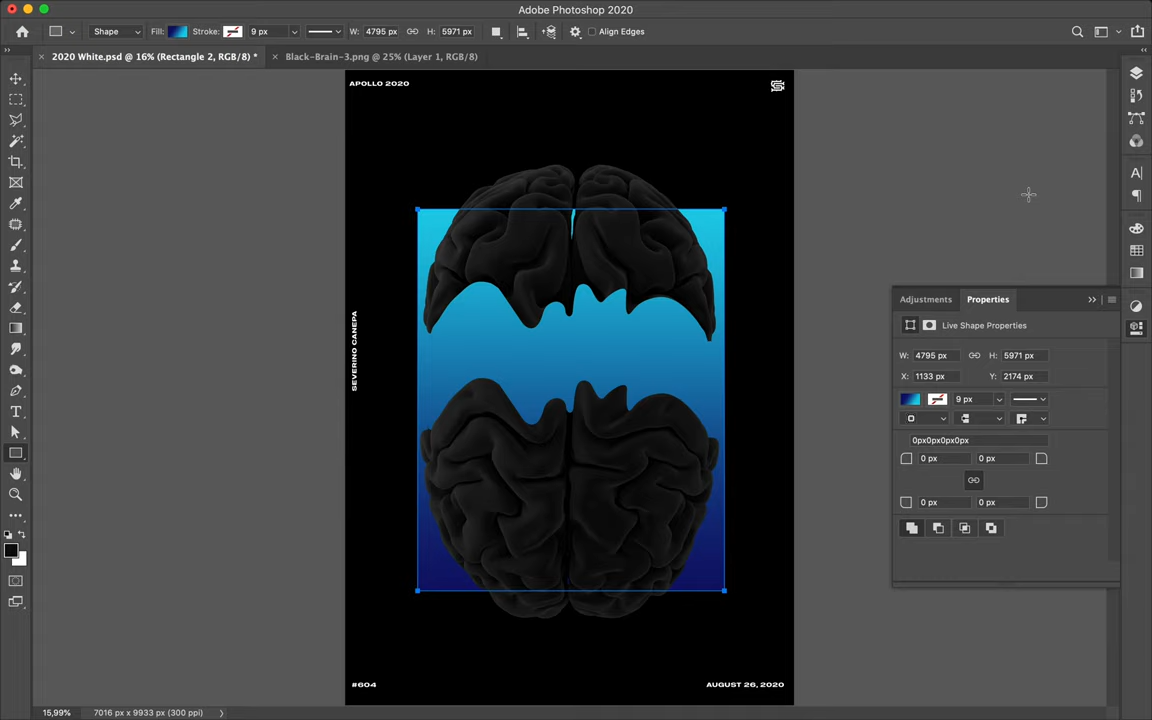 Adobe Photoshop 2020
Shape Fill: Stroke: 9 px W: 4795 px H: 5971 px Align Edges
2020 White.psd @ 16% (Rectangle 2, RGB/8) * Black-Brain-3.png @ 25% (Layer 1, RGB/8)
APOLLO 2020
SEVERINO CANEPA
#604
AUGUST 26, 2020
Adjustments Properties
Live Shape Properties
W: 4795 px H: 5971 px
X: 1133 px Y: 2174 px
9 px
0px0px0px0px
0 px 0 px
0 px 0 px
15,99% 7016 px x 9933 px (300 ppi)